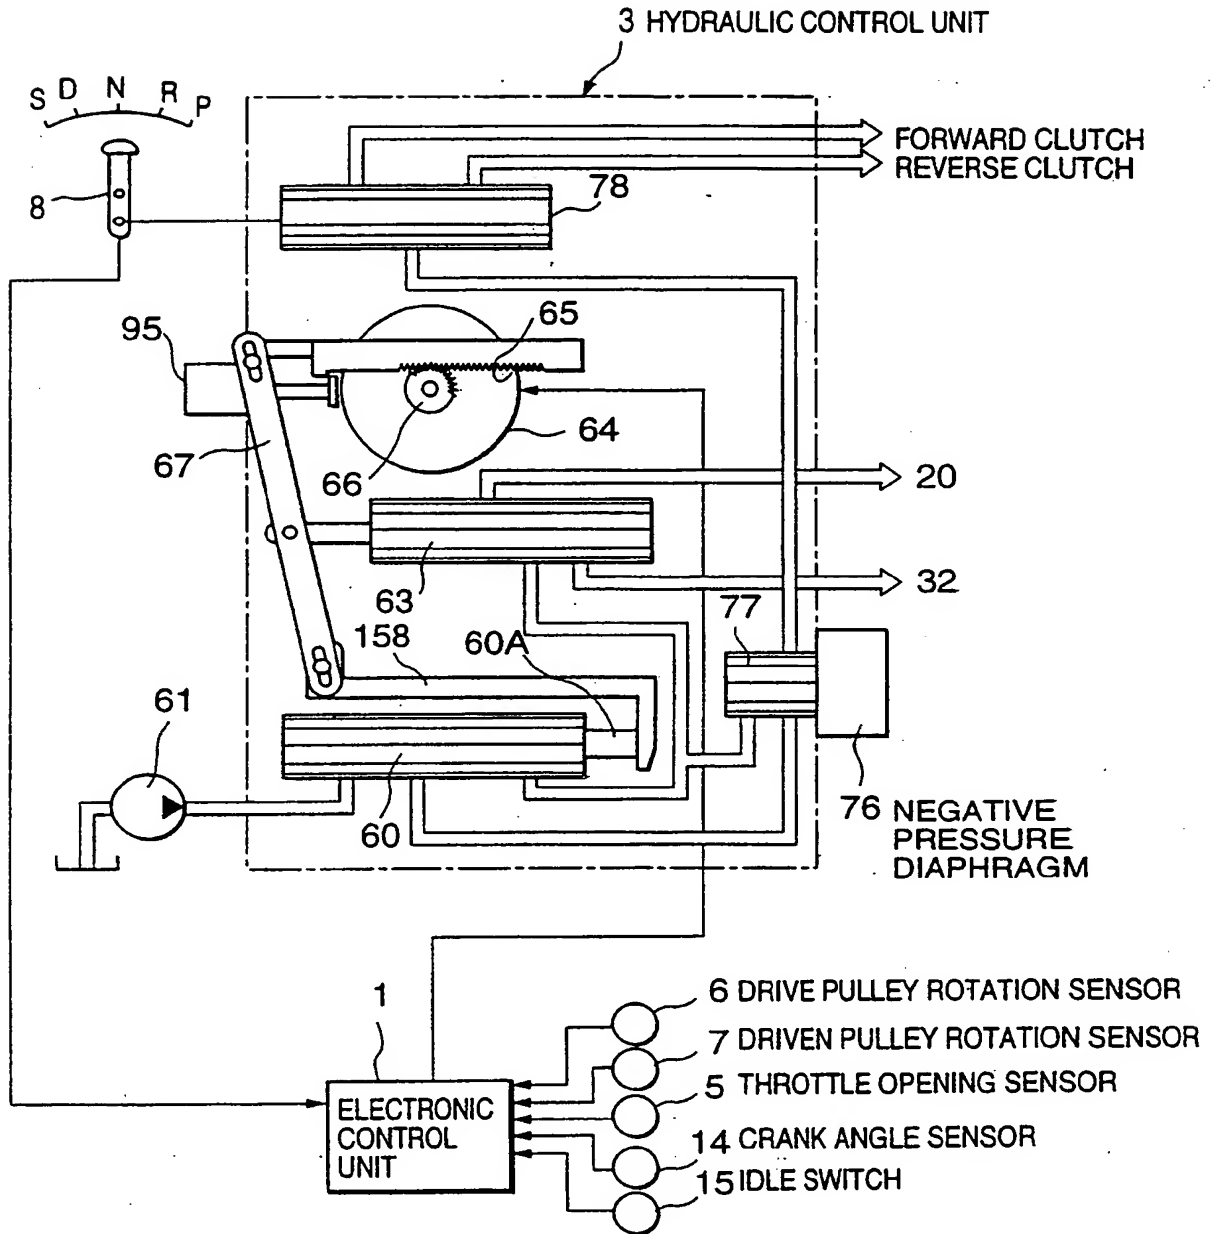 3 HYDRAULIC CONTROL UNIT
S D N R P
FORWARD CLUTCH
REVERSE CLUTCH
8
78
95
65
67
66
64
20
63
32
158
60A
77
61
60
76 NEGATIVE
PRESSURE
DIAPHRAGM
1
6 DRIVE PULLEY ROTATION SENSOR
7 DRIVEN PULLEY ROTATION SENSOR
5 THROTTLE OPENING SENSOR
14 CRANK ANGLE SENSOR
15 IDLE SWITCH
ELECTRONIC
CONTROL
UNIT